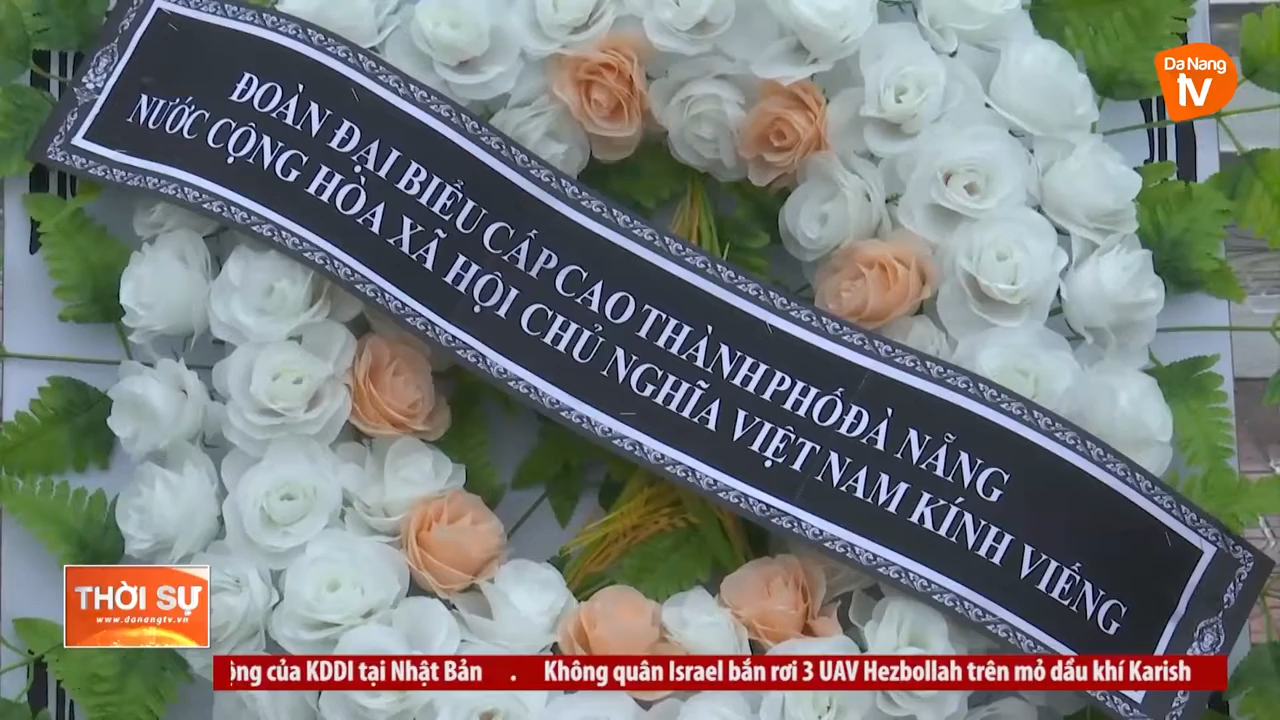 Da Nang
tv
ĐOÀN ĐẠI BIỂU CẤP CAO THÀNH PHỐ ĐÀ NẴNG
NƯỚC CỘNG HÒA XÃ HỘI CHỦ NGHĨA VIỆT NAM KÍNH VIẾNG
THỜI SỰ
www.danangtv.vn
ộng của KDDI tại Nhật Bản . Không quân Israel bắn rơi 3 UAV Hezbollah trên mỏ dầu khí Karish